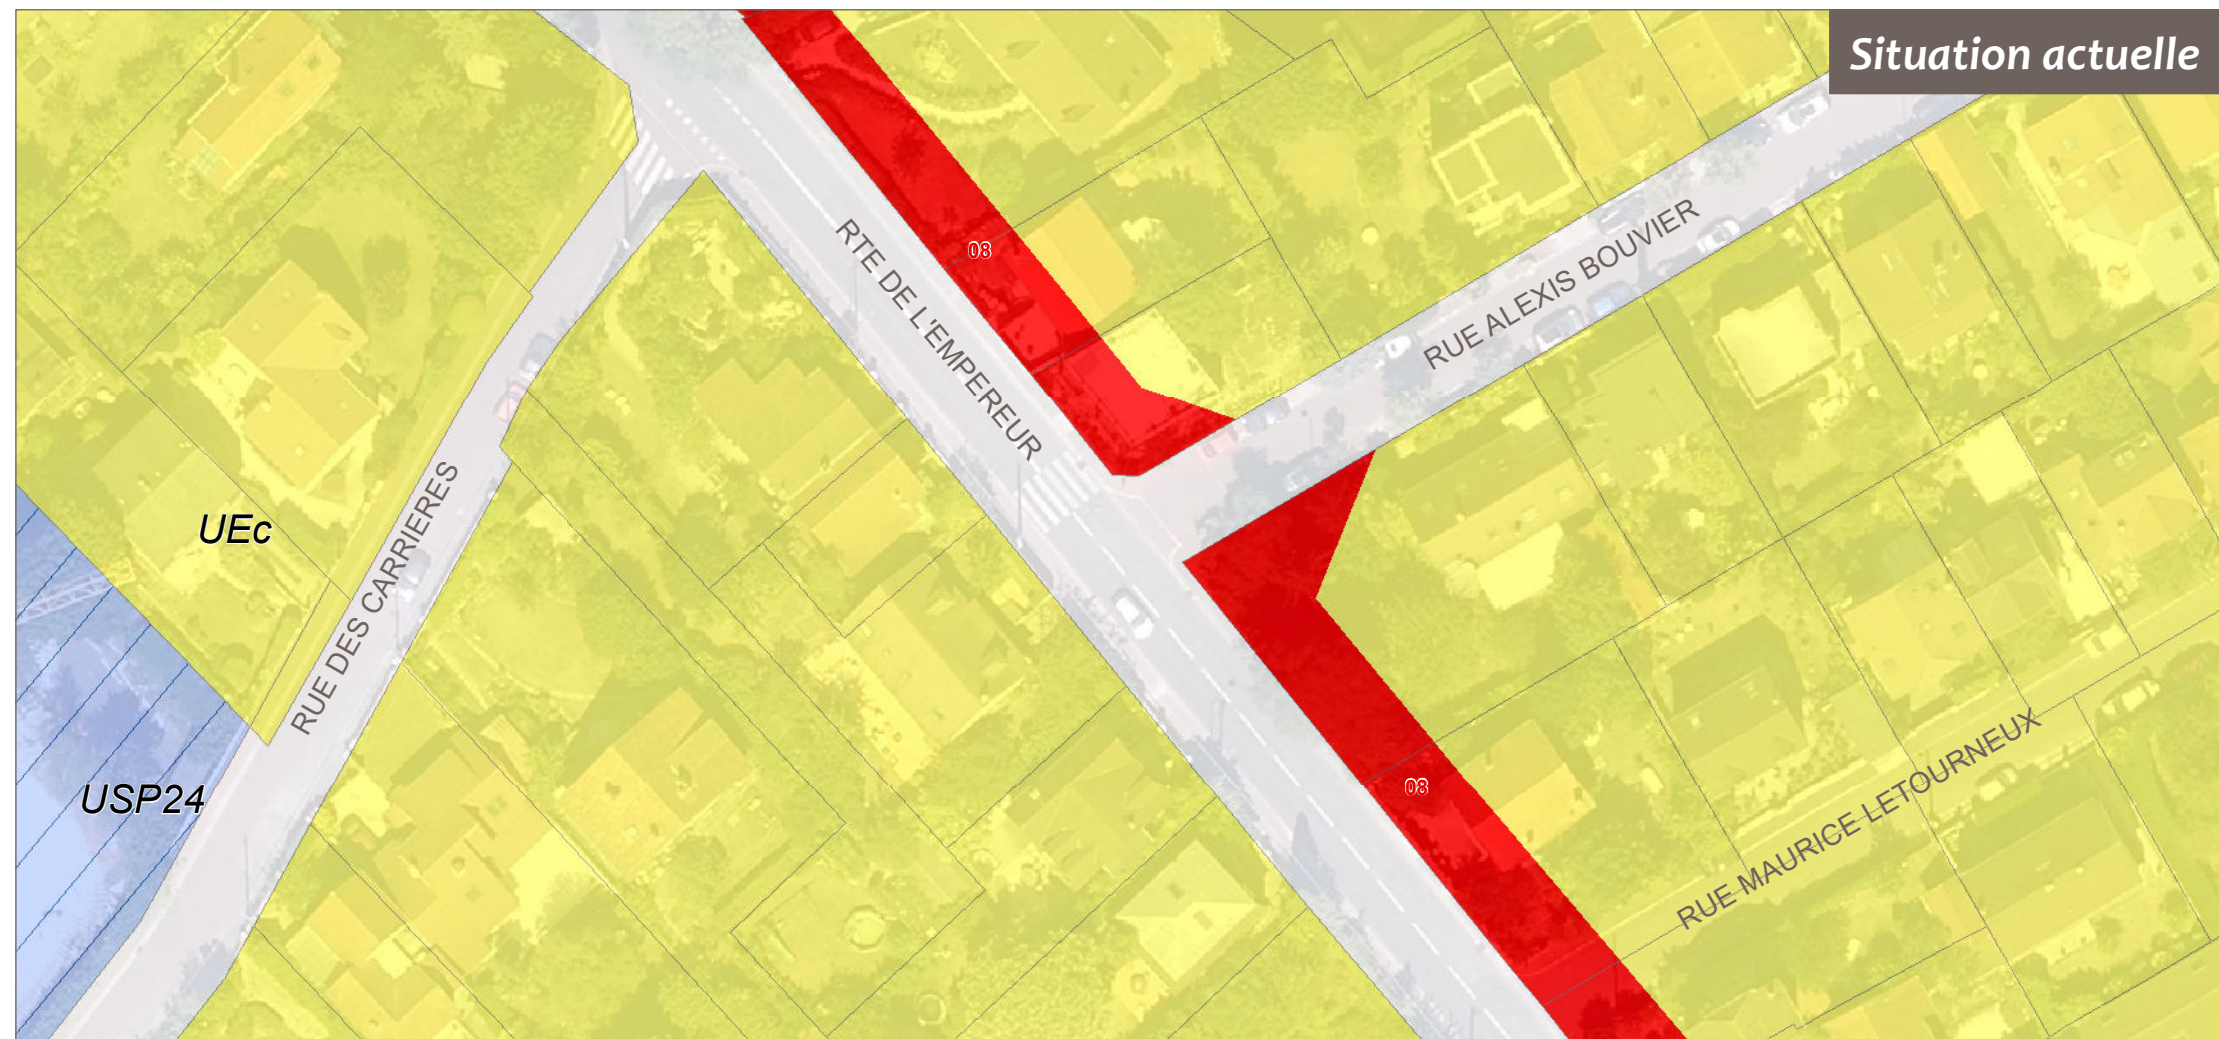 Situation actuelle
RTE DE L'EMPEREUR
08
RUE ALEXIS BOUVIER
UEc
RUE DES CARRIERES
USP24
08
RUE MAURICE LETOURNEUX